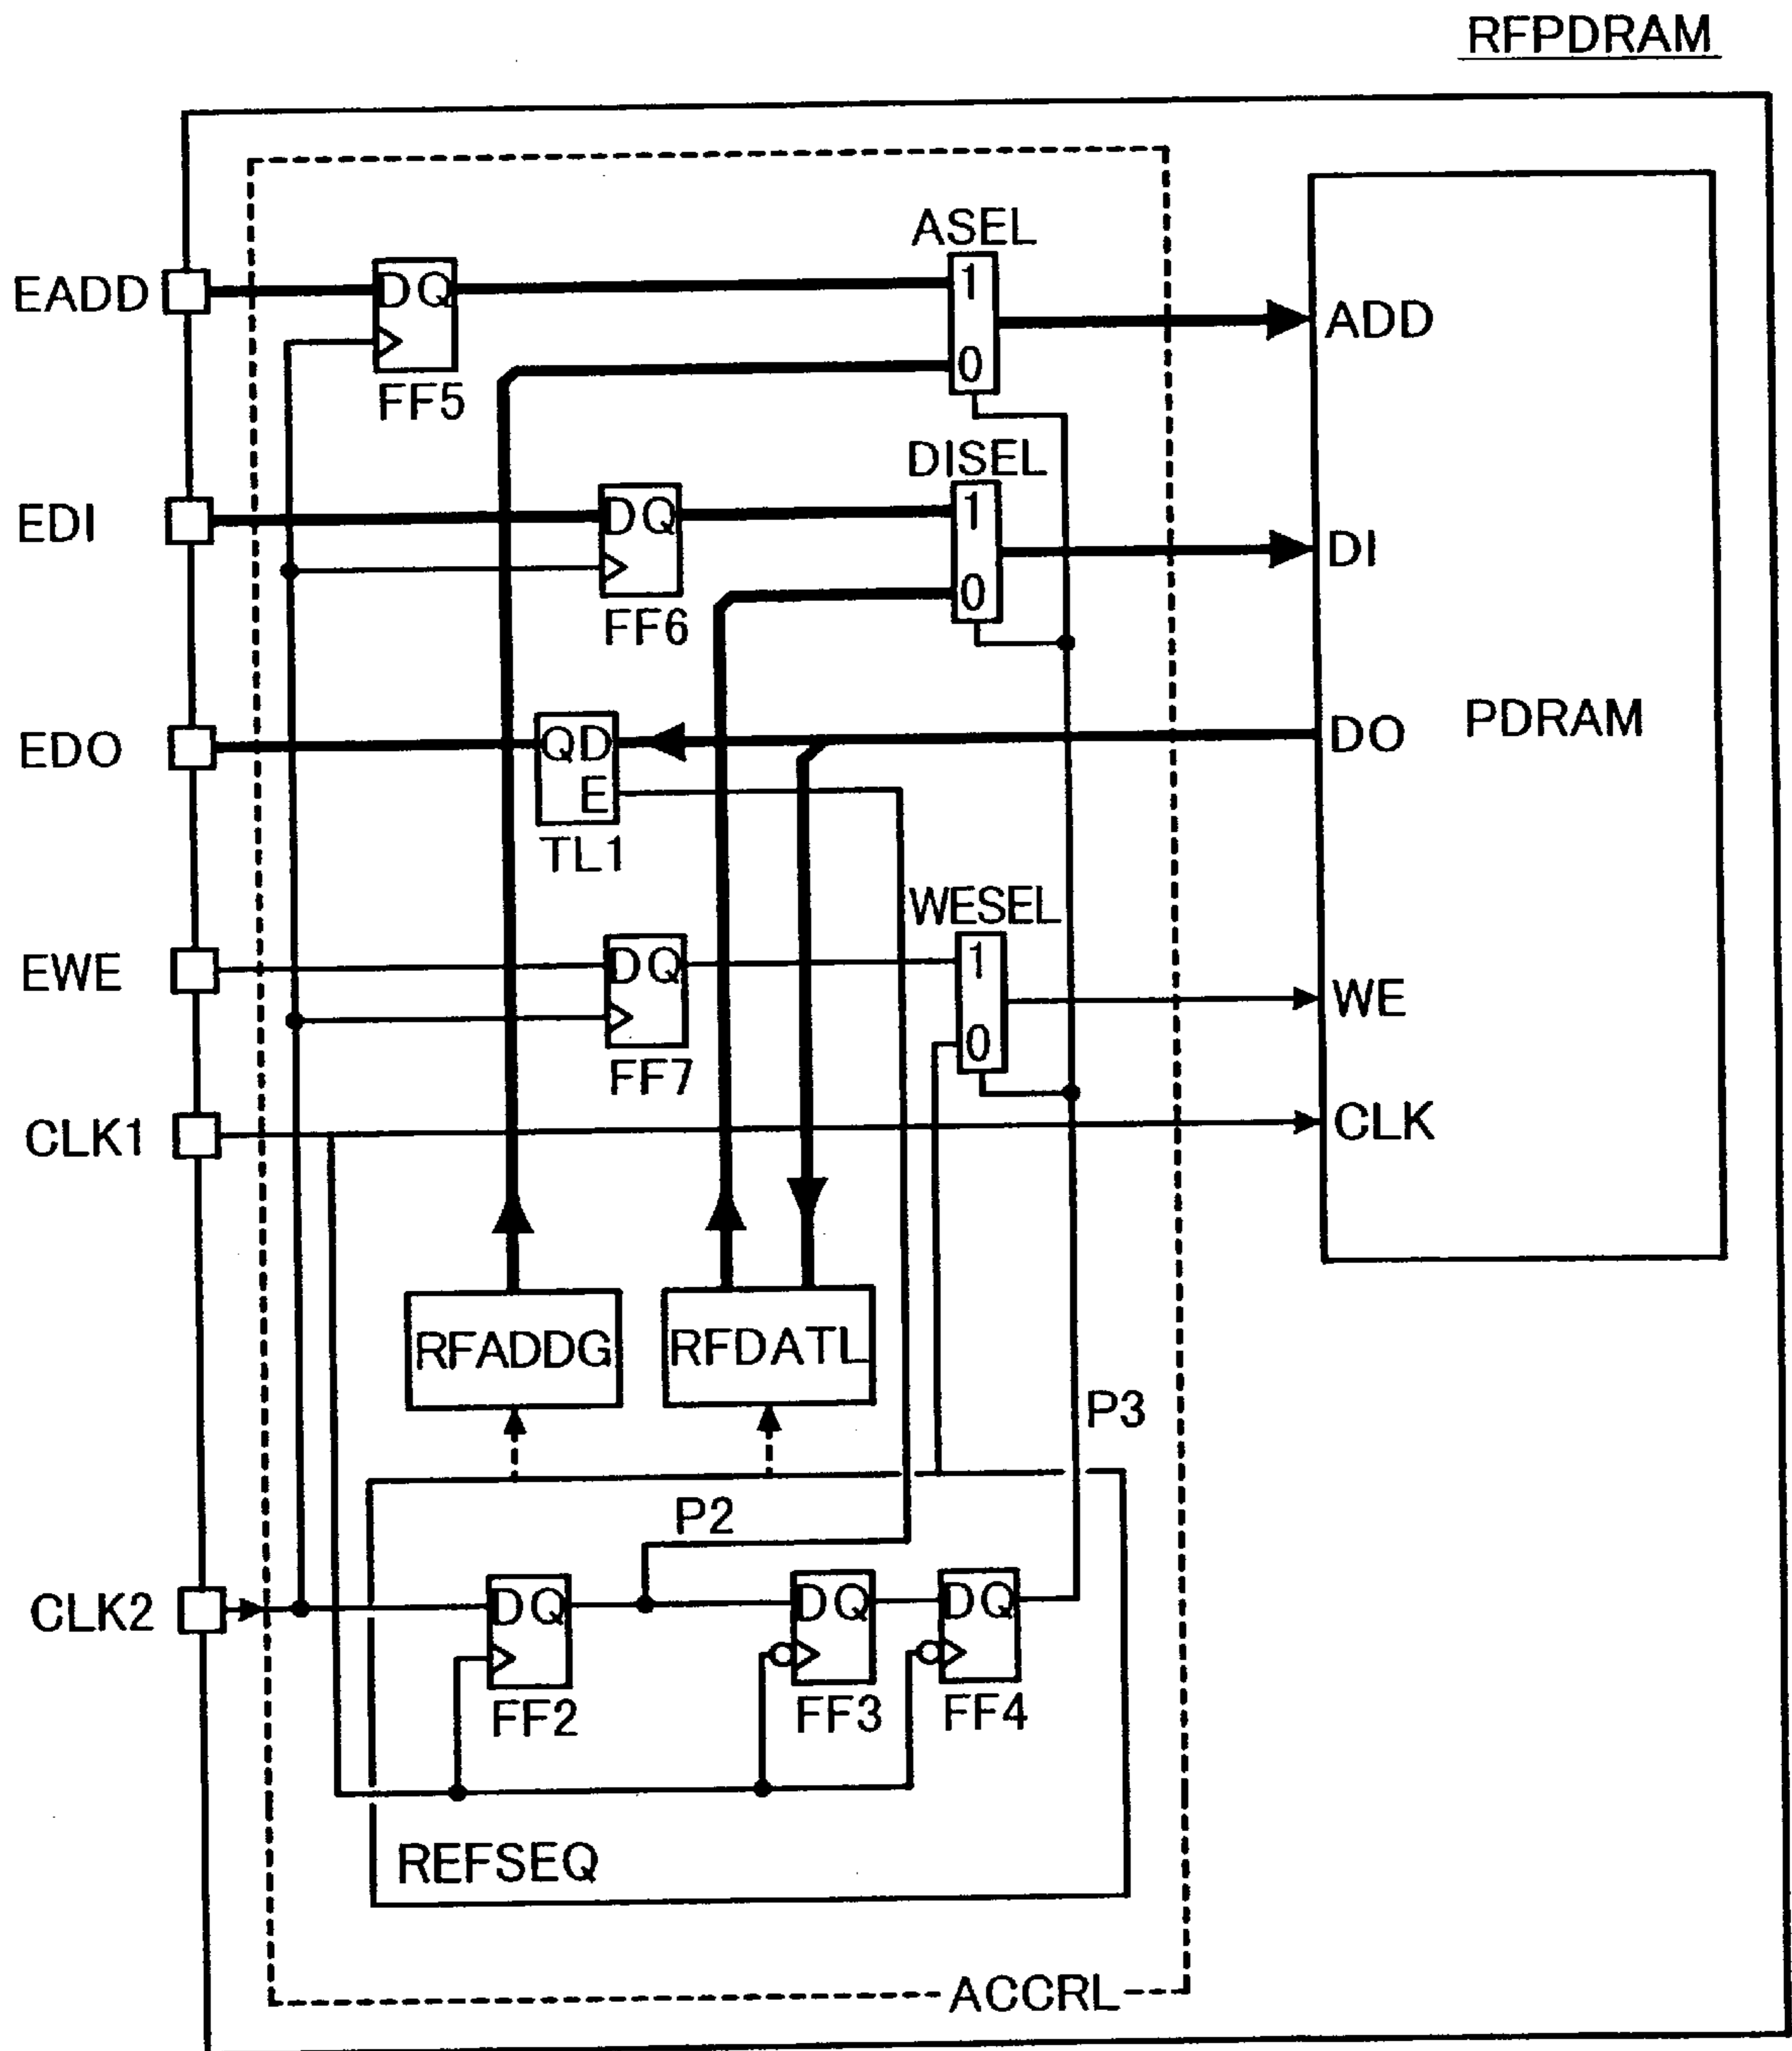 RFPDRAM
ASEL
EADD
DQ
1
ADD
0
FF5
DISEL
EDI
DQ
1
DI
0
FF6
EDO
QD
DO
PDRAM
E
TL1
WESEL
EWE
DQ
1
WE
0
FF7
CLK1
CLK
RFADDG
RFDATL
P3
P2
CLK2
DQ
DQ
DQ
FF2
FF3
FF4
REFSEQ
ACCRL